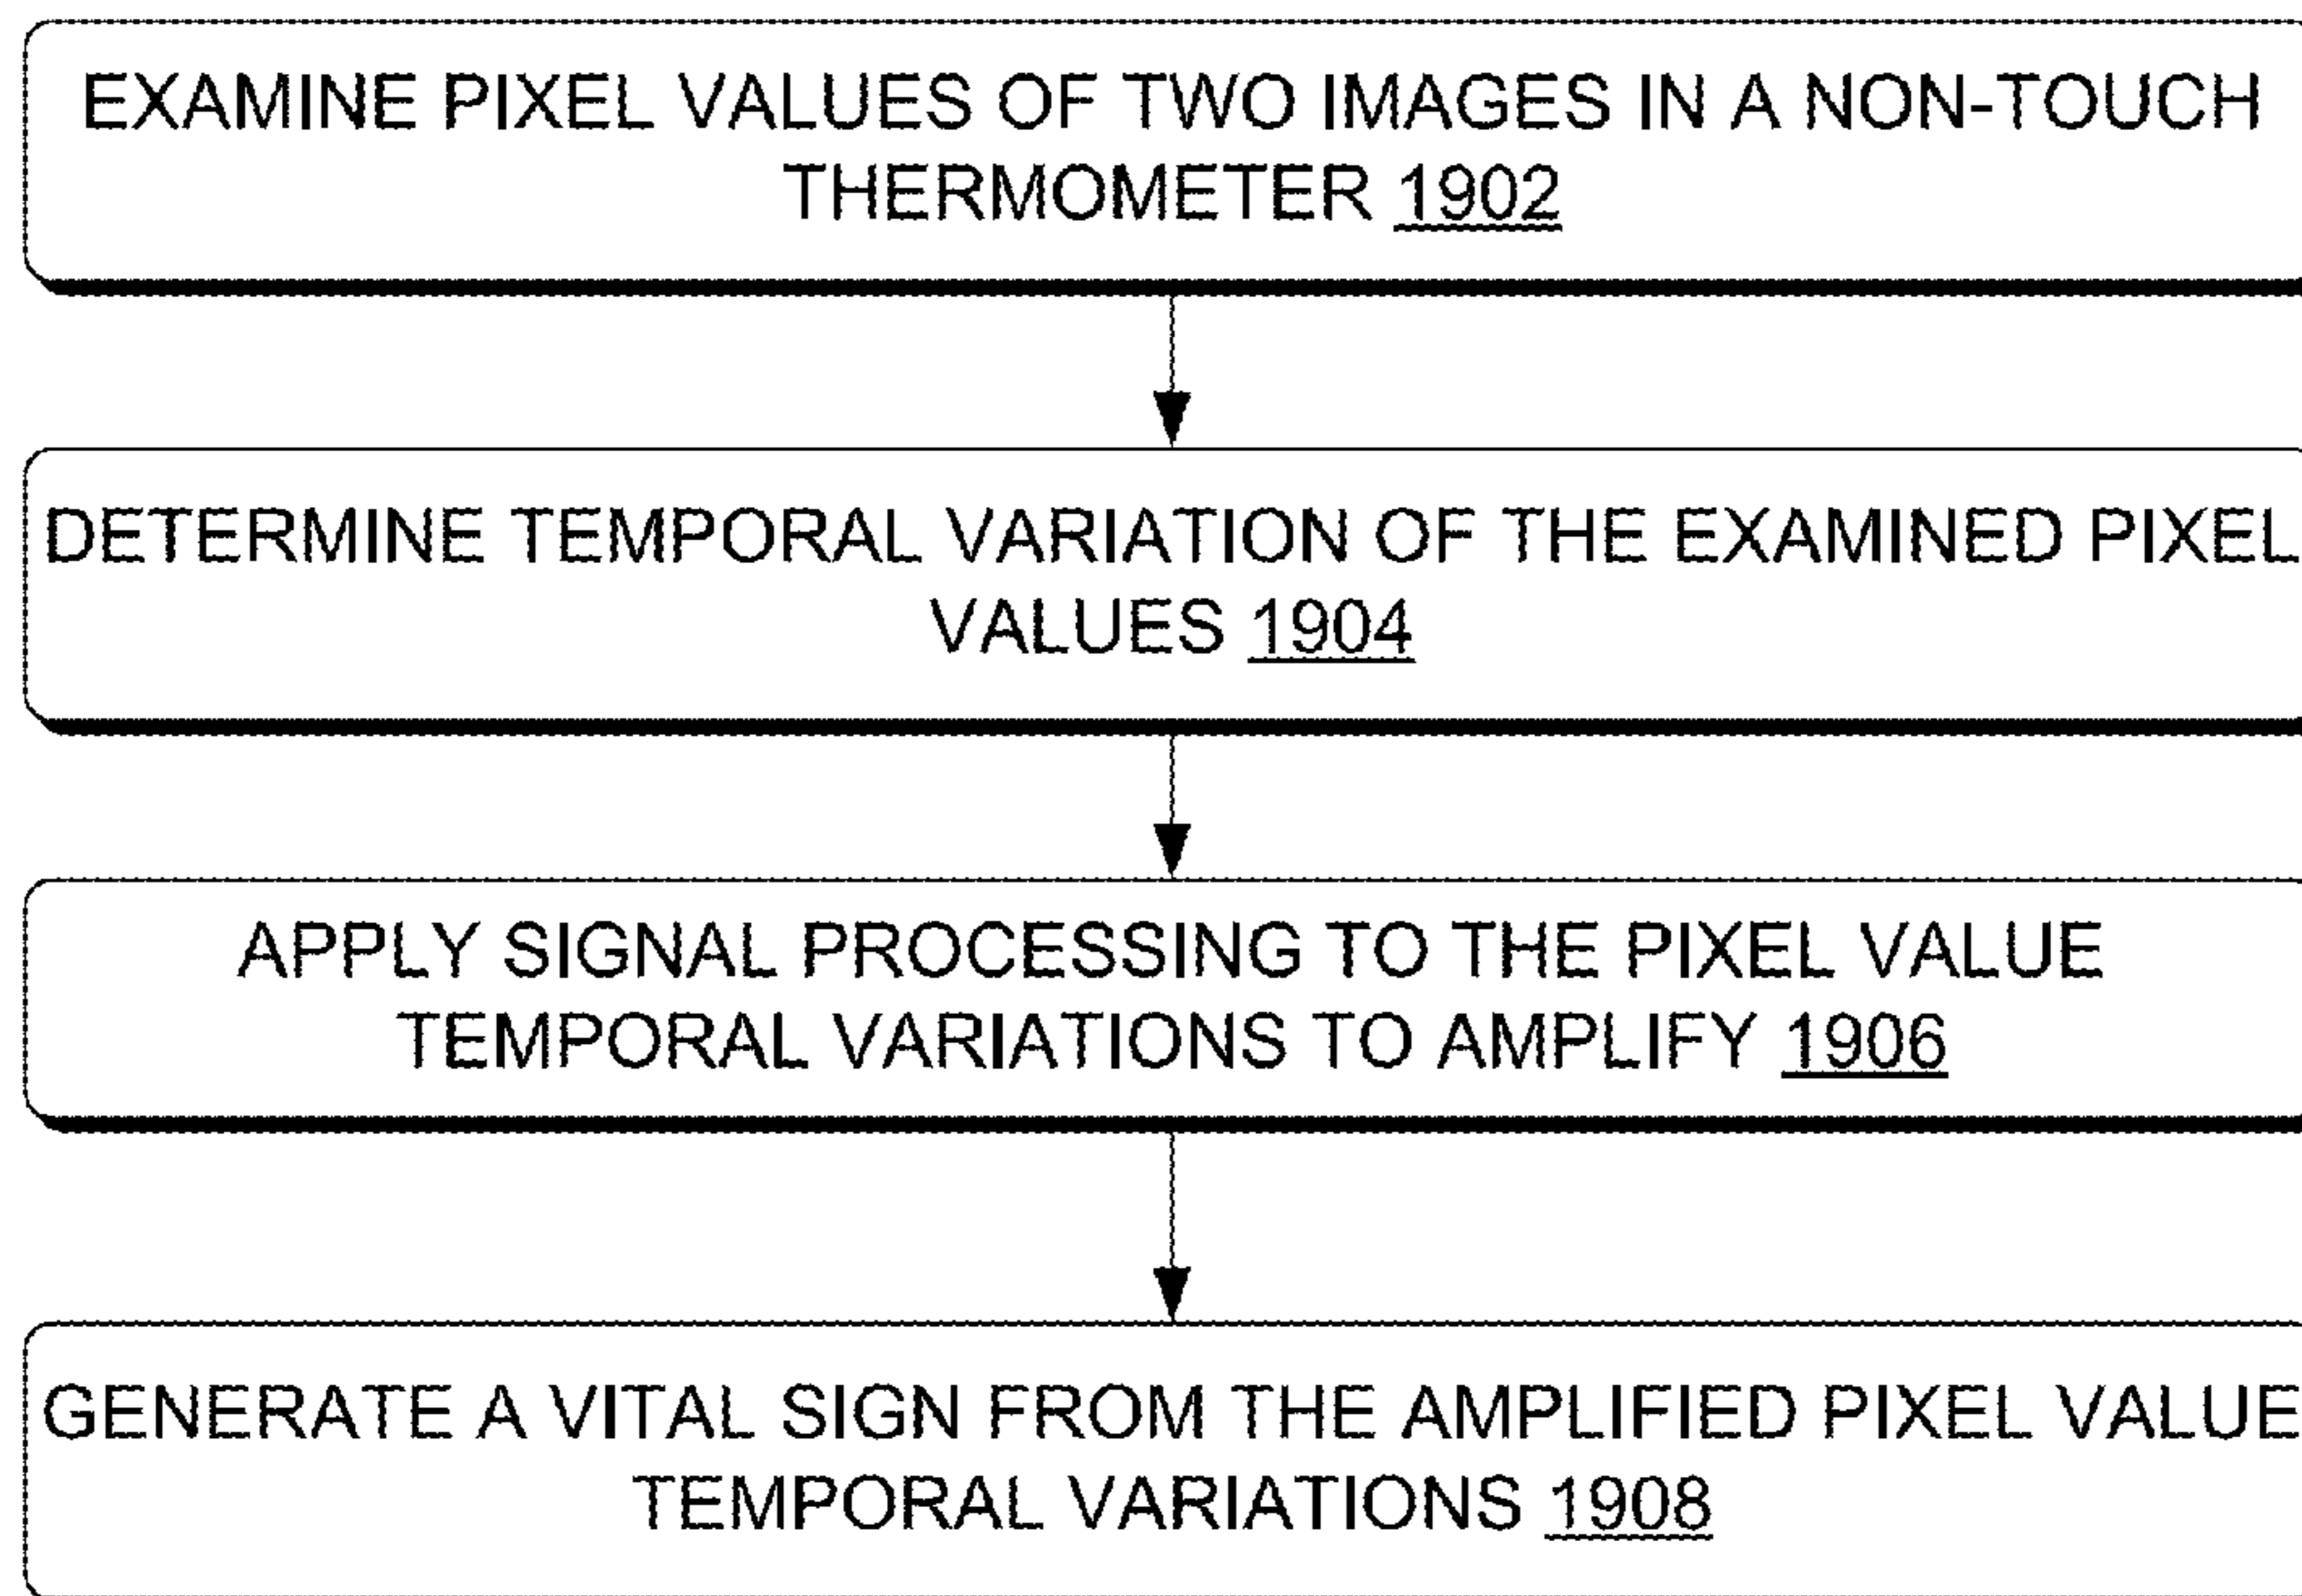 EXAMINE PIXEL VALUES OF TWO IMAGES IN A NON-TOUCH
THERMOMETER 1902
DETERMINE TEMPORAL VARIATION OF THE EXAMINED PIXEL
VALUES 1904
APPLY SIGNAL PROCESSING TO THE PIXEL VALUE
TEMPORAL VARIATIONS TO AMPLIFY 1906
GENERATE A VITAL SIGN FROM THE AMPLIFIED PIXEL VALUE
TEMPORAL VARIATIONS 1908